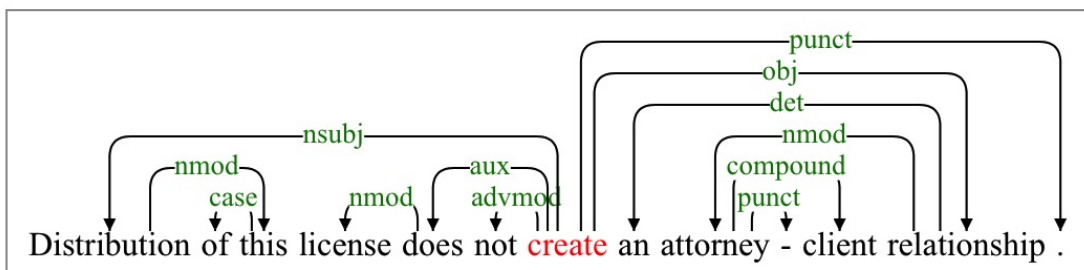 punct
obj
det
nsubj nmod
nmod aux compound
case nmod advmod punct
Distribution of this license does not create an attorney - client relationship .